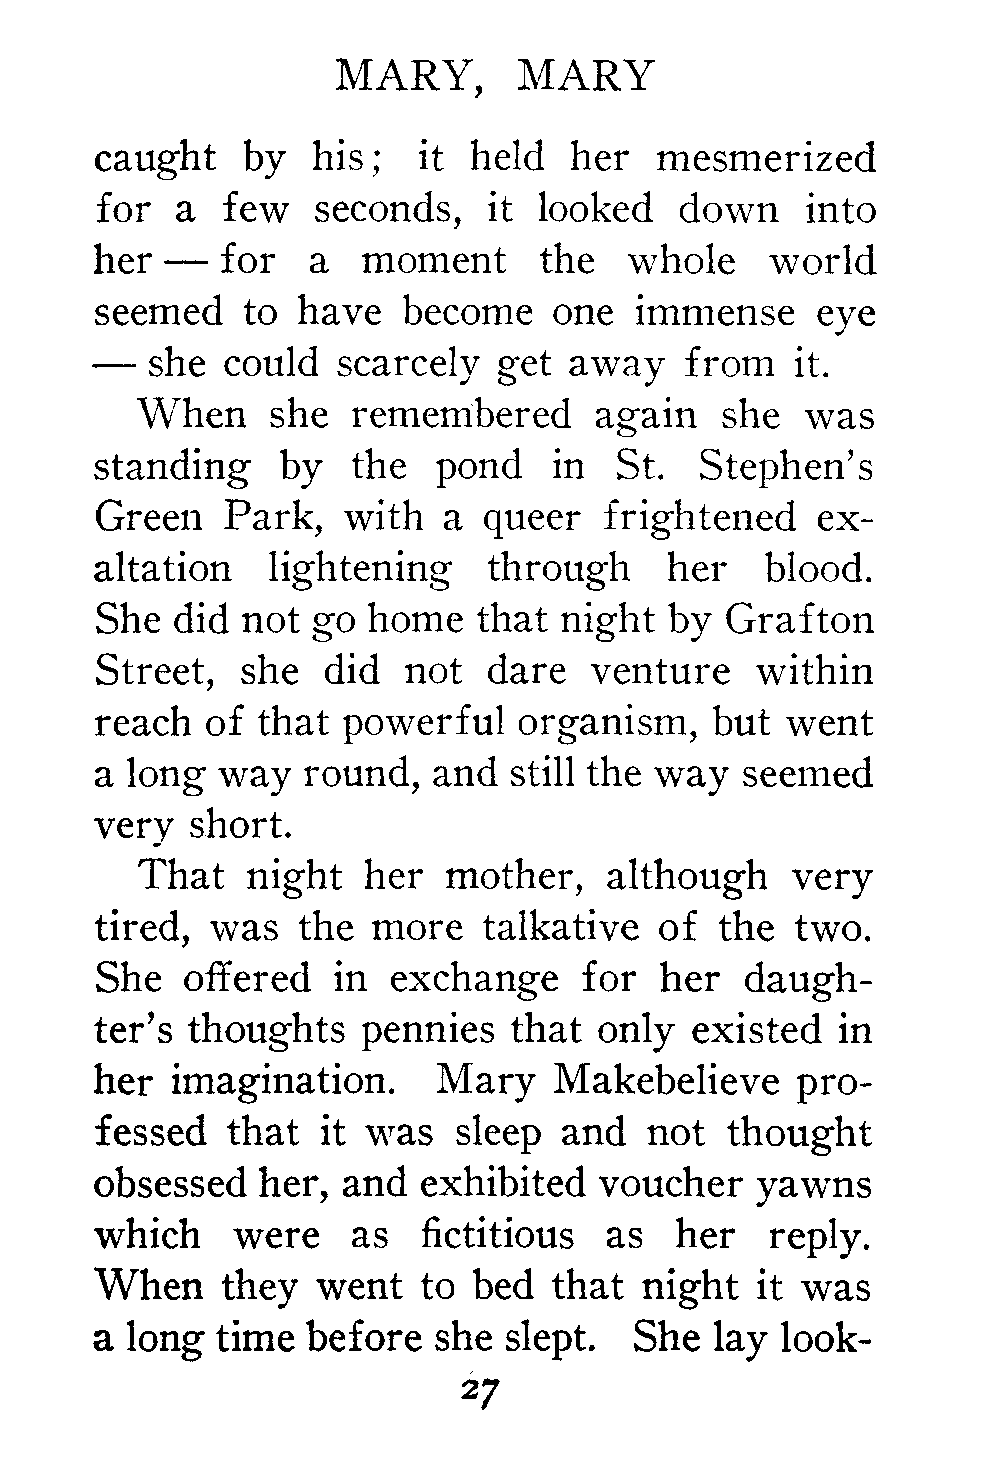 MARY, MARY
caught by his; it held her mesmerized
for a few seconds, it looked down into
her — for a moment the whole world
seemed to have become one immense eye
— she could scarcely get away from it.
When she remembered again she was
standing by the pond in St. Stephen's
Green Park, with a queer frightened ex-
altation lightening through her blood.
She did not go home that night by Grafton
Street, she did not dare venture within
reach of that powerful organism, but went
a long way round, and still the way seemed
very short.
That night her mother, although very
tired, was the more talkative of the two.
She offered in exchange for her daugh-
ter's thoughts pennies that only existed in
her imagination. Mary Makebelieve pro-
fessed that it was sleep and not thought
obsessed her, and exhibited voucher yawns
which were as fictitious as her reply.
When they went to bed that night it was
a long time before she slept. She lay look-
27